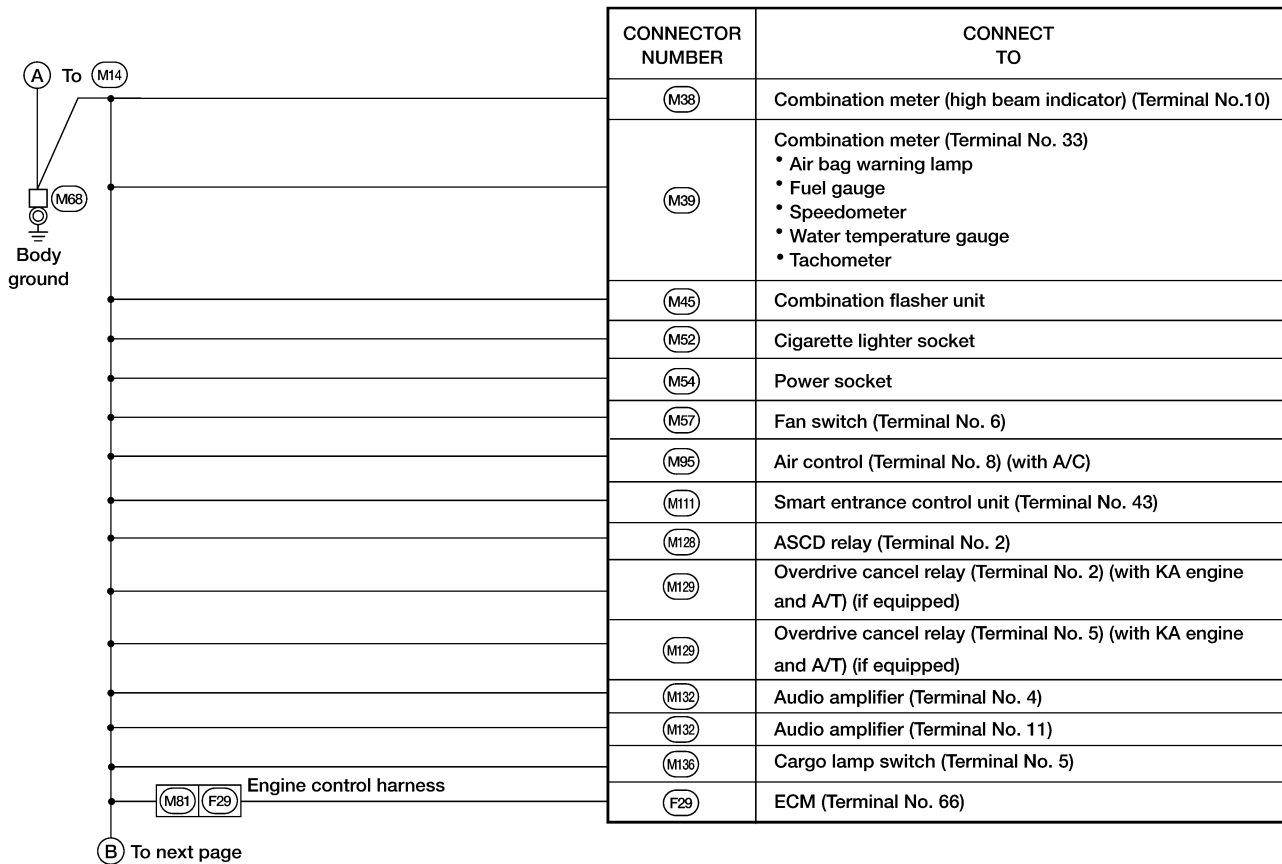 CONNECTOR NUMBER
CONNECT TO
A To M14
M68
Body
ground
M38 Combination meter (high beam indicator) (Terminal No.10)
M39 Combination meter (Terminal No. 33)
• Air bag warning lamp
• Fuel gauge
• Speedometer
• Water temperature gauge
• Tachometer
M45 Combination flasher unit
M52 Cigarette lighter socket
M54 Power socket
M57 Fan switch (Terminal No. 6)
M95 Air control (Terminal No. 8) (with A/C)
M111 Smart entrance control unit (Terminal No. 43)
M128 ASCD relay (Terminal No. 2)
M129 Overdrive cancel relay (Terminal No. 2) (with KA engine
and A/T) (if equipped)
M129 Overdrive cancel relay (Terminal No. 5) (with KA engine
and A/T) (if equipped)
M132 Audio amplifier (Terminal No. 4)
M132 Audio amplifier (Terminal No. 11)
M136 Cargo lamp switch (Terminal No. 5)
M81 F29 Engine control harness
F29 ECM (Terminal No. 66)
B To next page